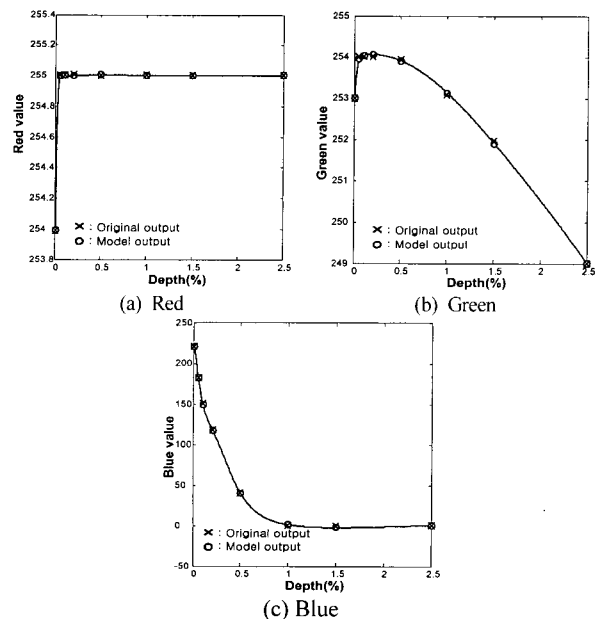 255.4
255.2
255
254.8
254.6
254.4
254.2
254
253.8
Red value
× : Original output
o : Model output
0 0.5 1 1.5 2 2.5
Depth(%)
(a) Red
255
254
253
252
251
250
249
Green value
× : Original output
o : Model output
0 0.5 1 1.5 2 2.5
Depth(%)
(b) Green
250
200
150
100
50
0
-50
Blue value
× : Original output
o : Model output
0 0.5 1 1.5 2 2.5
Depth(%)
(c) Blue